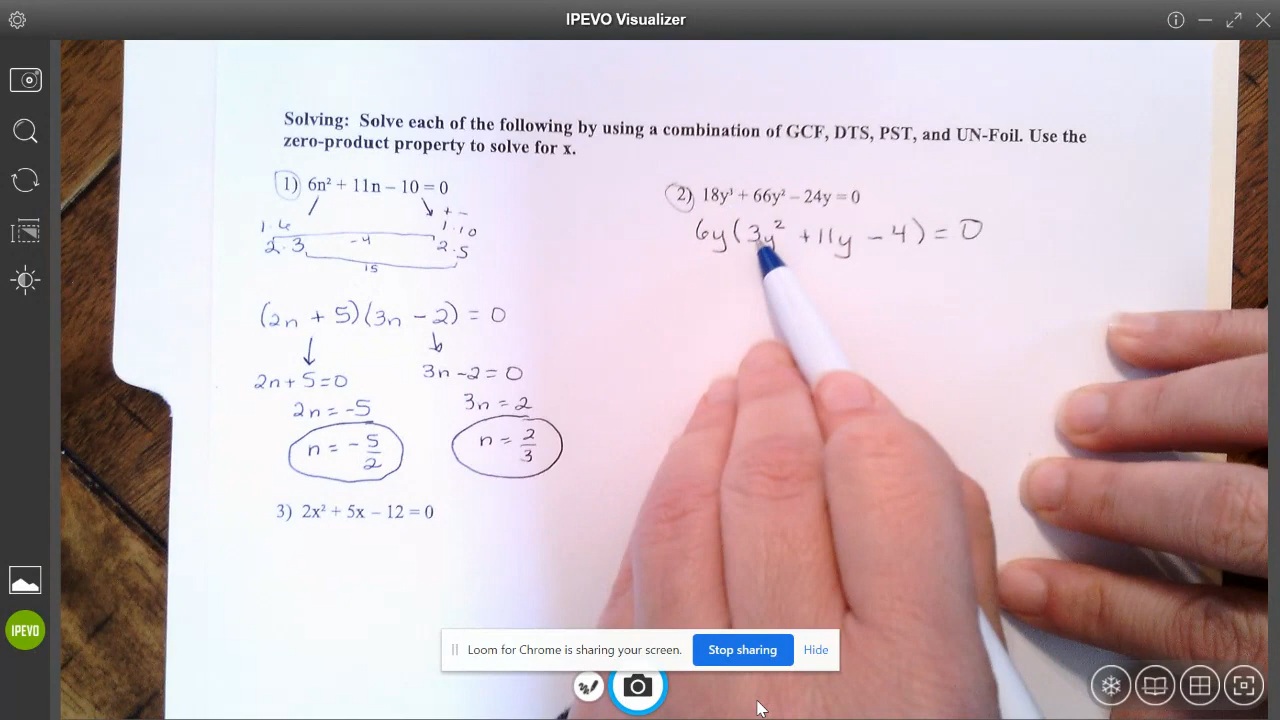 IPEVO Visualizer
Solving: Solve each of the following by using a combination of GCF, DTS, PST, and UN-Foil. Use the
zero-product property to solve for x.
1) 6n² + 11n – 10 = 0
+ –
1·6 1·10
2·3 -4 2·5
15
(2n + 5)(3n - 2) = 0
2n + 5 = 0 3n - 2 = 0
2n = -5 3n = 2
n = -5/2 n = 2/3
2) 18y³ + 66y² – 24y = 0
6y(3y² + 11y - 4) = 0
3) 2x² + 5x – 12 = 0
Loom for Chrome is sharing your screen. Stop sharing Hide
IPEVO